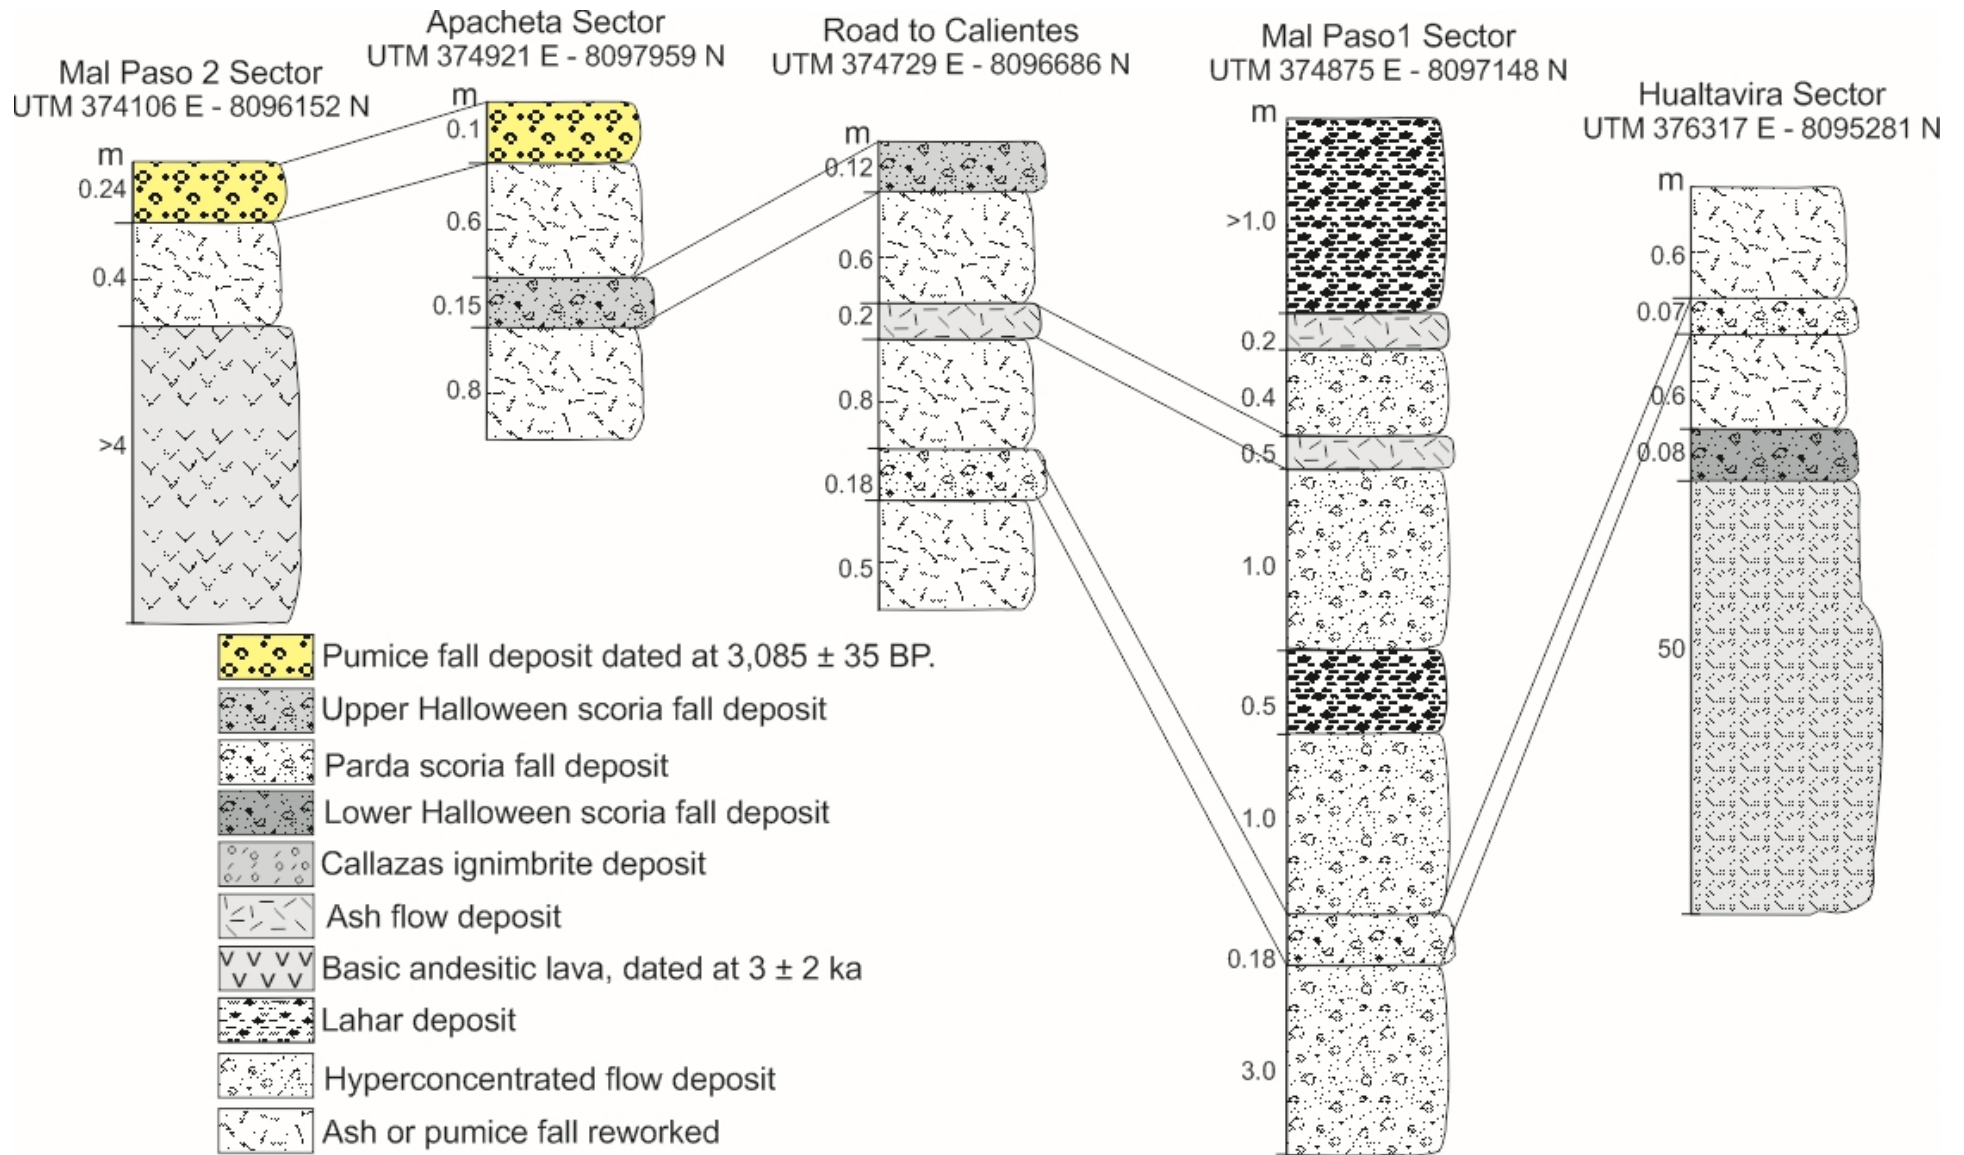 Mal Paso 2 Sector
UTM 374106 E - 8096152 N
m
0.24
0.4
>4
Apacheta Sector
UTM 374921 E - 8097959 N
m
0.1
0.6
0.15
0.8
Road to Calientes
UTM 374729 E - 8096686 N
m
0.12
0.6
0.2
0.8
0.18
0.5
Mal Paso1 Sector
UTM 374875 E - 8097148 N
m
>1.0
0.2
0.4
0.5
1.0
0.5
1.0
0.18
3.0
Hualtavira Sector
UTM 376317 E - 8095281 N
m
0.6
0.07
0.6
0.08
50
Pumice fall deposit dated at 3,085 ± 35 BP.
Upper Halloween scoria fall deposit
Parda scoria fall deposit
Lower Halloween scoria fall deposit
Callazas ignimbrite deposit
Ash flow deposit
Basic andesitic lava, dated at 3 ± 2 ka
Lahar deposit
Hyperconcentrated flow deposit
Ash or pumice fall reworked